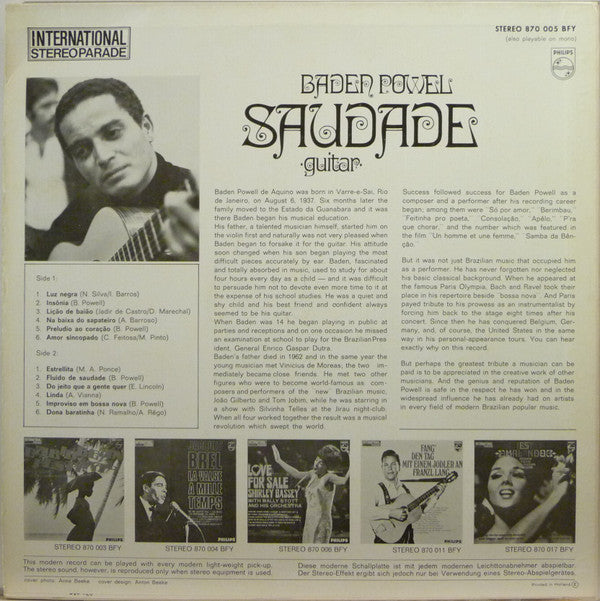 INTERNATIONAL
STEREOPARADE
STEREO 870 005 BFY
(also playable on mono)
PHILIPS
BADEN POWEL
SAUDADE
·guitar·
Side 1:
1. Luz negra (N. Silva/I. Barros)
2. Insônia (B. Powell)
3. Lição de baião (Jadir de Castro/D. Marechal)
4. Na baixa do sapateiro (A. Barroso)
5. Preludio ao coração (B. Powell)
6. Amor sincopado (C. Feitosa/M. Pinto)
Side 2:
1. Estrellita (M. A. Ponce)
2. Fluido de saudade (B. Powell)
3. Do jeito que a gente quer (E. Lincoln)
4. Linda (A. Vianna)
5. Improviso em bossa nova (B. Powell)
6. Dona baratinha (N. Ramalho/A. Rêgo)
Baden Powell de Aquino was born in Varre-e-Sai, Rio
de Janeiro, on August 6, 1937. Six months later the
family moved to the Estado da Guanabara and it was
there Baden began his musical education.
His father, a talented musician himself, started him on
the violin first and naturally was not very pleased when
Baden began to forsake it for the guitar. His attitude
soon changed when his son began playing the most
difficult pieces accurately by ear. Baden, fascinated
and totally absorbed in music, used to study for about
four hours every day as a child — it was difficult
to persuade him not to devote even more time to it at
the expense of his school studies. He was a quiet and
shy child and his best friend and confident always
seemed to be his guitar.
When Baden was 14 he began playing in public at
parties and receptions and on one occasion he missed
an examination at school to play for the Brazilian Pres-
ident, General Enrico Gaspor Dutra.
Baden's father died in 1962 and in the same year the
young musician met Vinicus de Moreas, the two im-
mediately became close friends. He met two other
figures who were to become world-famous as com-
posers and performers of the new Brazilian music,
João Gilberto and Tom Jobim, while he was starring in
a show with Silvinha Telles at the Jirau night-club.
When all four worked together the result was a musical
revolution which swept the world.
Success followed success for Baden Powell as a
composer and a performer after his recording career
began; among them were "Só por amor," "Berimbau,"
"Feitinha pro poeta," "Consolação," "Apêlo," "P'ra
que chorar," and the number which was featured in
the film "Un homme et une femme," "Samba da Bên-
ção."
But it was not just Brazilian music that occupied him
as a performer. He has never forgotten nor neglected
his basic classical background. When he appeared at
the famous Paris Olympia, Bach and Ravel took their
place in his repertoire beside "bossa nova". And Paris
payed tribute to his prowess as an instrumentalist by
forcing him back to the stage eight times after his
concert. Since then he has conquered Belgium, Ger-
many, and, of course, the United States in the same
way in his personal-appearance tours. You can hear
exactly why on this record.
But perhaps the greatest tribute a musician can be
paid is to be appreciated in the creative work of other
musicians. And the genius and reputation of Baden
Powell is safe in the respect he has won and in the
widespread influence he has already had on artists
in every field of modern Brazilian popular music.
BREL
LA VALSE
A MILLE
TEMPS
PHILIPS
LOVE
FOR SALE
SHIRLEY BASSEY
WITH WALLY STOTT
AND HIS ORCHESTRA
FANG'
DEN TAG
MIT EINEM JODLER AN
FRANZL LANG
STEREO 870 003 BFY
STEREO 870 004 BFY
STEREO 870 006 BFY
STEREO 870 011 BFY
STEREO 870 017 BFY
This modern record can be played with every modern light-weight pick-up.
The stereo sound, however, is reproduced only when stereo equipment is used.
Diese moderne Schallplatte ist mit jedem modernen Leichttonabnehmer abspielbar.
Der Stereo-Effekt ergibt sich jedoch nur bei Verwendung eines Stereo-Abspielgerätes.
cover photo: Anna Beeke cover design: Anton Beeke
Printed in Holland